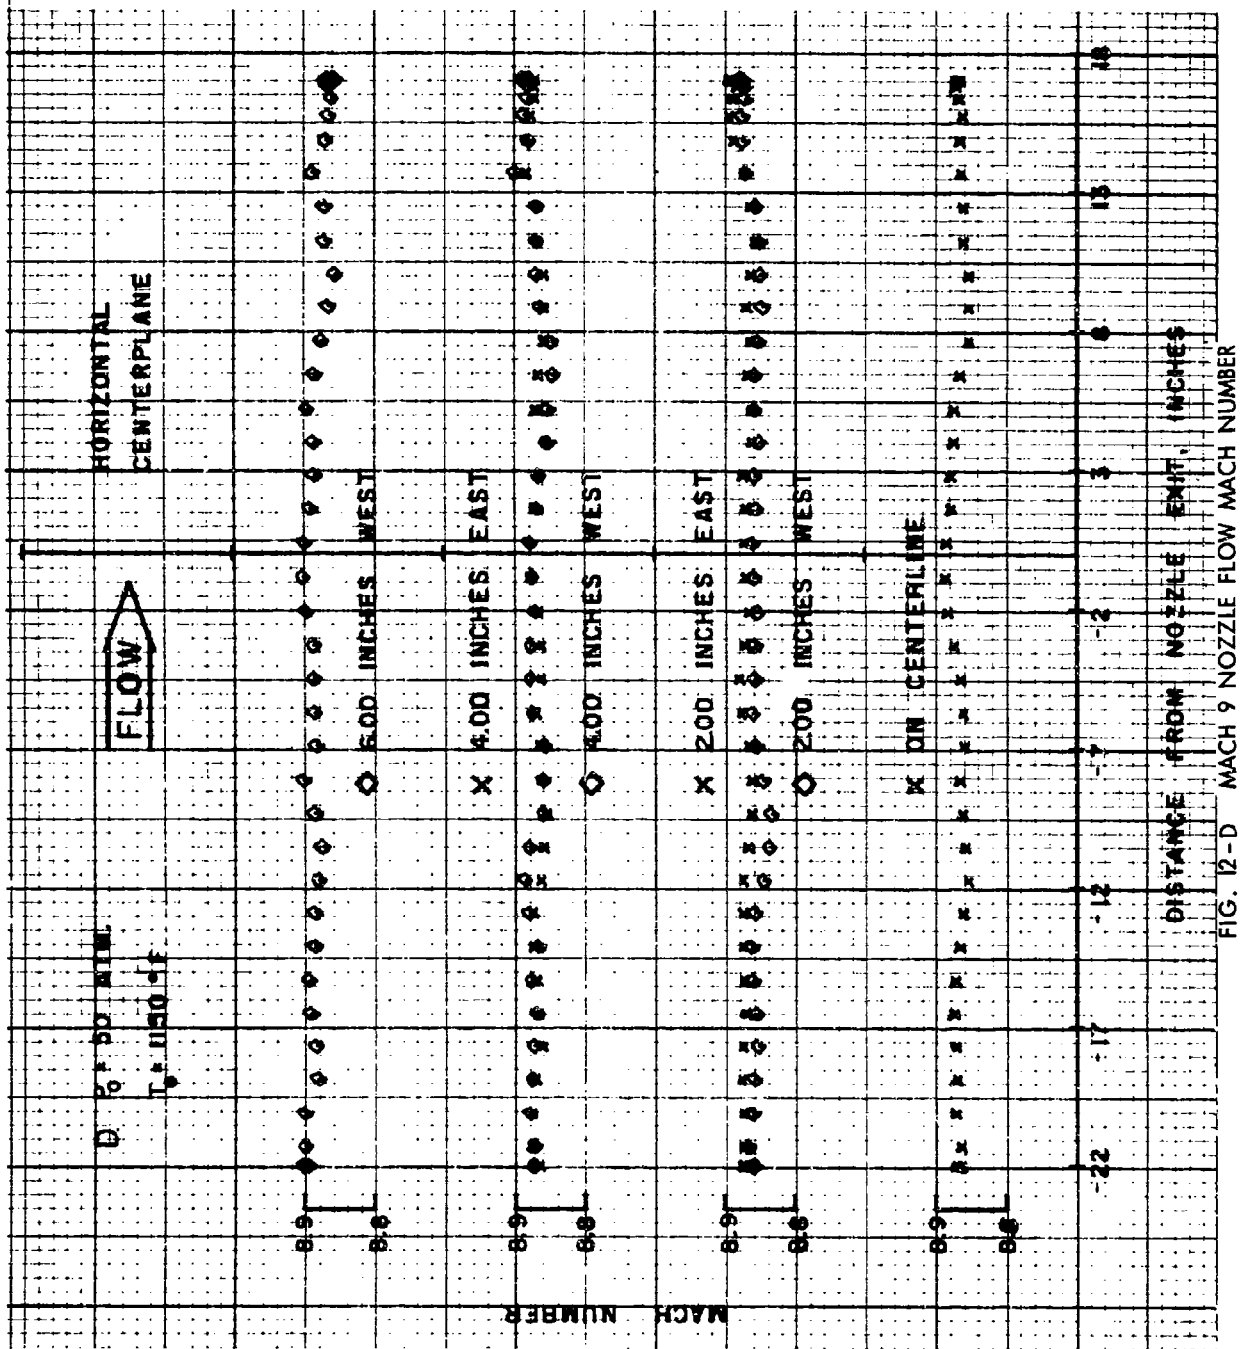 D P₀ = 50 ATM.
T₀ = 1150 °F
FLOW
HORIZONTAL
CENTERPLANE
MACH NUMBER
8.9
8.8
◇ 6.00 INCHES WEST
8.9
8.8
X 4.00 INCHES EAST
◇ 4.00 INCHES WEST
8.9
8.8
X 2.00 INCHES EAST
◇ 2.00 INCHES WEST
8.9
8.8
X ON CENTERLINE
-22 -17 -12 -7 -2 3 8 13 18
DISTANCE FROM NOZZLE EXIT, INCHES
FIG. 12-D MACH 9 NOZZLE FLOW MACH NUMBER